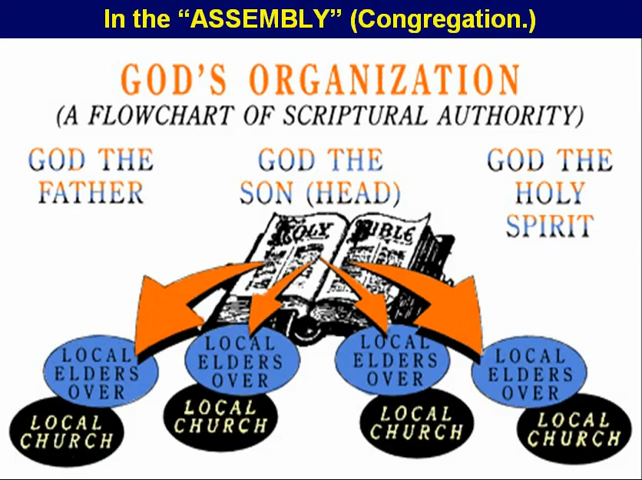 In the “ASSEMBLY” (Congregation.)
GOD'S ORGANIZATION
(A FLOWCHART OF SCRIPTURAL AUTHORITY)
GOD THE
FATHER
GOD THE
SON (HEAD)
GOD THE
HOLY
SPIRIT
HOLY BIBLE
LOCAL
ELDERS
OVER
LOCAL
CHURCH
LOCAL
ELDERS
OVER
LOCAL
CHURCH
LOCAL
ELDERS
OVER
LOCAL
CHURCH
LOCAL
ELDERS
OVER
LOCAL
CHURCH